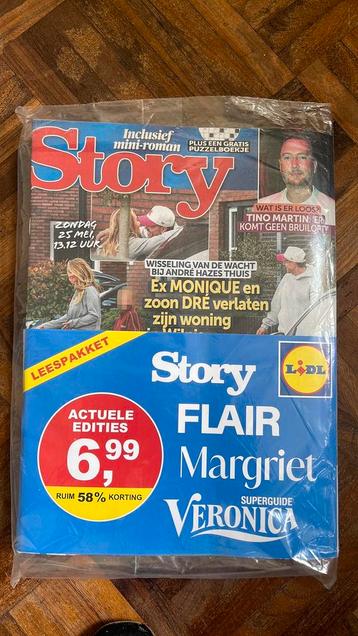 Inclusief
mini-roman
PLUS EEN GRATIS
PUZZELBOEKJE
Story
ZONDAG
25 MEI,
13.12 UUR
WAT IS ER LOOS?
TINO MARTIN: ER
KOMT GEEN BRUILOFT
WISSELING VAN DE WACHT
BIJ ANDRÉ HAZES THUIS
Ex MONIQUE en
zoon DRÉ verlaten
zijn woning
LEESPAKKET
Story
LIDL
ACTUELE
EDITIES
6,99
RUIM 58% KORTING
FLAIR
Margriet
SUPERGUIDE
VERONICA